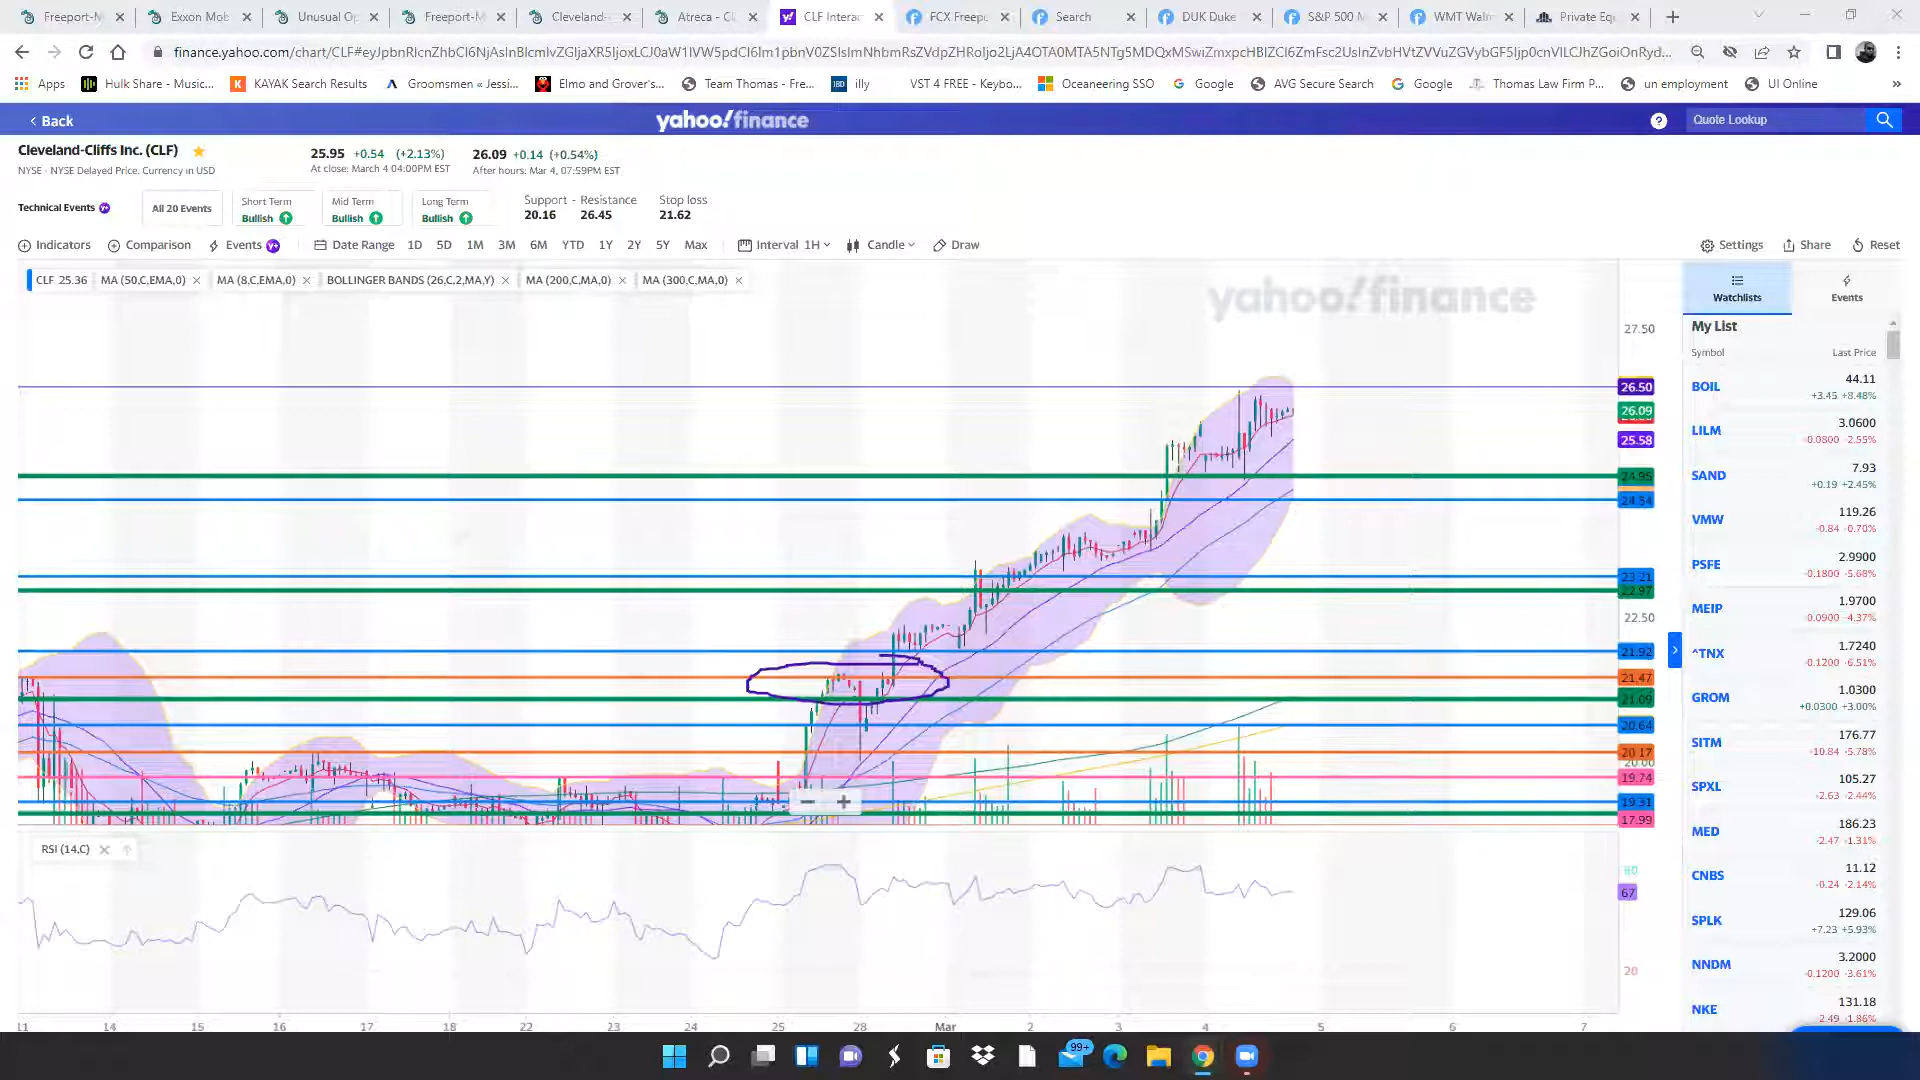 Freeport-M
Exxon Mob
Unusual Op
Freeport-M
Cleveland-
Atreca - Cl
CLF Interac
FCX Freepo
Search
DUK Duke
S&P 500 M
WMT Waln
Private Equ
finance.yahoo.com/chart/CLF#
Apps
Hulk Share - Music...
KAYAK Search Results
Groomsmen « Jessi...
Elmo and Grover's...
Team Thomas - Fre...
illy
VST 4 FREE - Keybo...
Oceaneering SSO
Google
AVG Secure Search
Google
Thomas Law Firm P...
un employment
UI Online
»
Back
yahoo!finance
Quote Lookup
Cleveland-Cliffs Inc. (CLF)
NYSE - NYSE Delayed Price. Currency in USD
25.95 +0.54 (+2.13%)
At close: March 4 04:00PM EST
26.09 +0.14 (+0.54%)
After hours: Mar 4, 07:59PM EST
Technical Events
All 20 Events
Short Term
Bullish
Mid Term
Bullish
Long Term
Bullish
Support - Resistance
20.16 26.45
Stop loss
21.62
Indicators
Comparison
Events
Date Range
1D
5D
1M
3M
6M
YTD
1Y
2Y
5Y
Max
Interval 1H
Candle
Draw
Settings
Share
Reset
CLF 25.36
MA (50,C,EMA,0)
MA (8,C,EMA,0)
BOLLINGER BANDS (26,C,2,MA,Y)
MA (200,C,MA,0)
MA (300,C,MA,0)
yahoo!finance
27.50
26.50
26.09
25.58
24.95
24.54
23.21
22.97
22.50
21.92
21.47
21.09
20.64
20.17
20.00
19.74
19.31
17.99
RSI (14,C)
80
67
20
11
14
15
16
17
18
22
23
24
25
28
Mar
2
3
4
5
6
7
Watchlists
Events
My List
Symbol
Last Price
BOIL 44.11
+3.45 +8.48%
LILM 3.0600
-0.0800 -2.55%
SAND 7.93
+0.19 +2.45%
VMW 119.26
-0.84 -0.70%
PSFE 2.9900
-0.1800 -5.68%
MEIP 1.9700
-0.0900 -4.37%
^TNX 1.7240
-0.1200 -6.51%
GROM 1.0300
+0.0300 +3.00%
SITM 176.77
-10.84 -5.78%
SPXL 105.27
-2.63 -2.44%
MED 186.23
-2.47 -1.31%
CNBS 11.12
-0.24 -2.14%
SPLK 129.06
+7.23 +5.93%
NNDM 3.2000
-0.1200 -3.61%
NKE 131.18
-2.49 -1.86%
99+